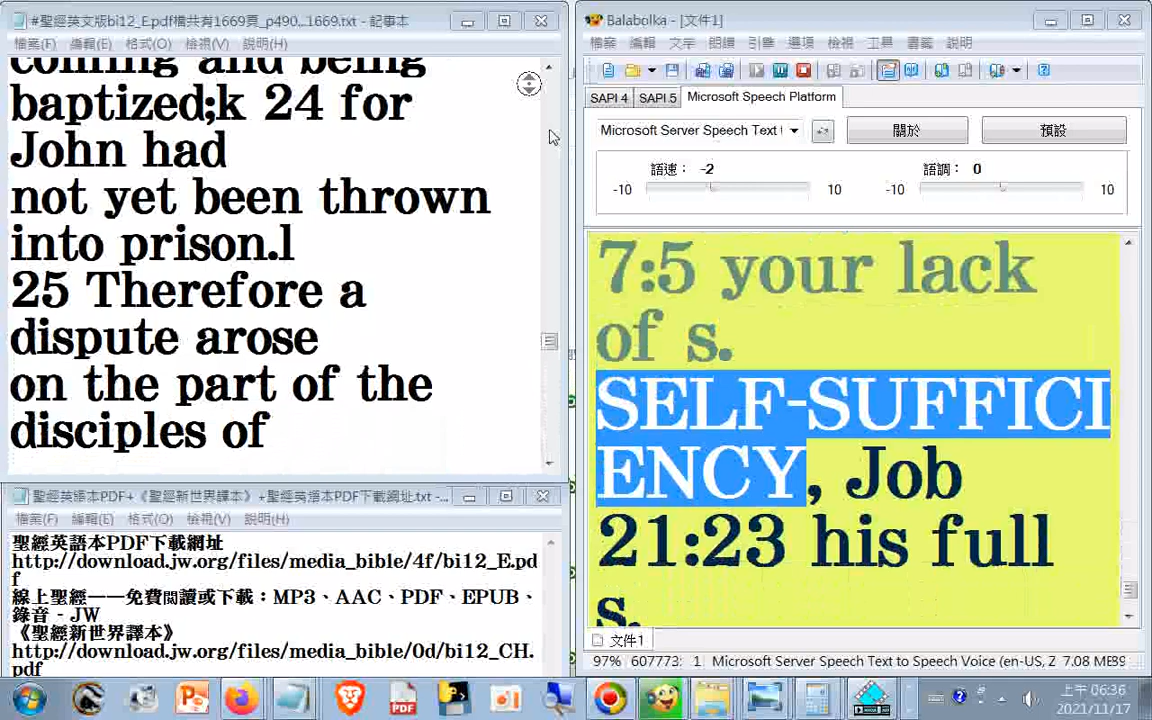 #聖經英文版bi12_E.pdf檔共有1669頁_p490,..1669.txt - 記事本
檔案(F) 編輯(E) 格式(O) 檢視(V) 說明(H)
coming and being
baptized;k 24 for
John had
not yet been thrown
into prison.l
25 Therefore a
dispute arose
on the part of the
disciples of
聖經英語本PDF+《聖經新世界譯本》+聖經英語本PDF下載網址.txt - ...
檔案(F) 編輯(E) 格式(O) 檢視(V) 說明(H)
聖經英語本PDF下載網址
http://download.jw.org/files/media_bible/4f/bi12_E.pd
f
線上聖經——免費閱讀或下載：MP3、AAC、PDF、EPUB、
錄音 - JW
《聖經新世界譯本》
http://download.jw.org/files/media_bible/0d/bi12_CH.
pdf
Balabolka - [文件1]
檔案 編輯 文字 朗讀 引擎 選項 檢視 工具 書籤 說明
SAPI 4 SAPI 5 Microsoft Speech Platform
Microsoft Server Speech Text 關於 預設
語速： -2 語調： 0
-10 10 -10 10
7:5 your lack
of s.
SELF-SUFFICI
ENCY, Job
21:23 his full
s.
文件1
97% 607773: 1 Microsoft Server Speech Text to Speech Voice (en-US, Z 7.08 MB
上午 06:36
2021/11/17